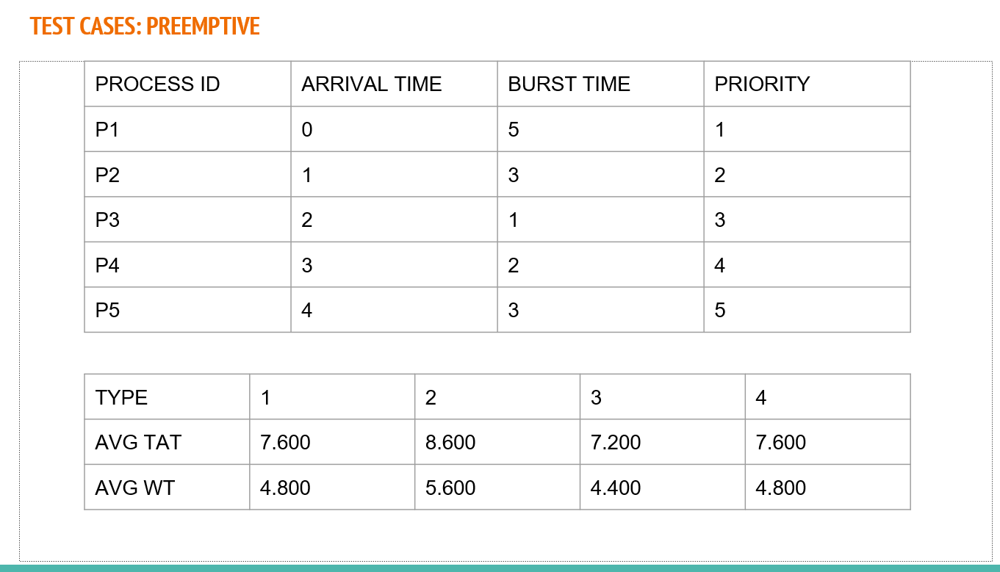 TEST CASES: PREEMPTIVE
PROCESS ID ARRIVAL TIME BURST TIME PRIORITY
P1 0 5 1
P2 1 3 2
P3 2 1 3
P4 3 2 4
P5 4 3 5
TYPE 1 2 3 4
AVG TAT 7.600 8.600 7.200 7.600
AVG WT 4.800 5.600 4.400 4.800